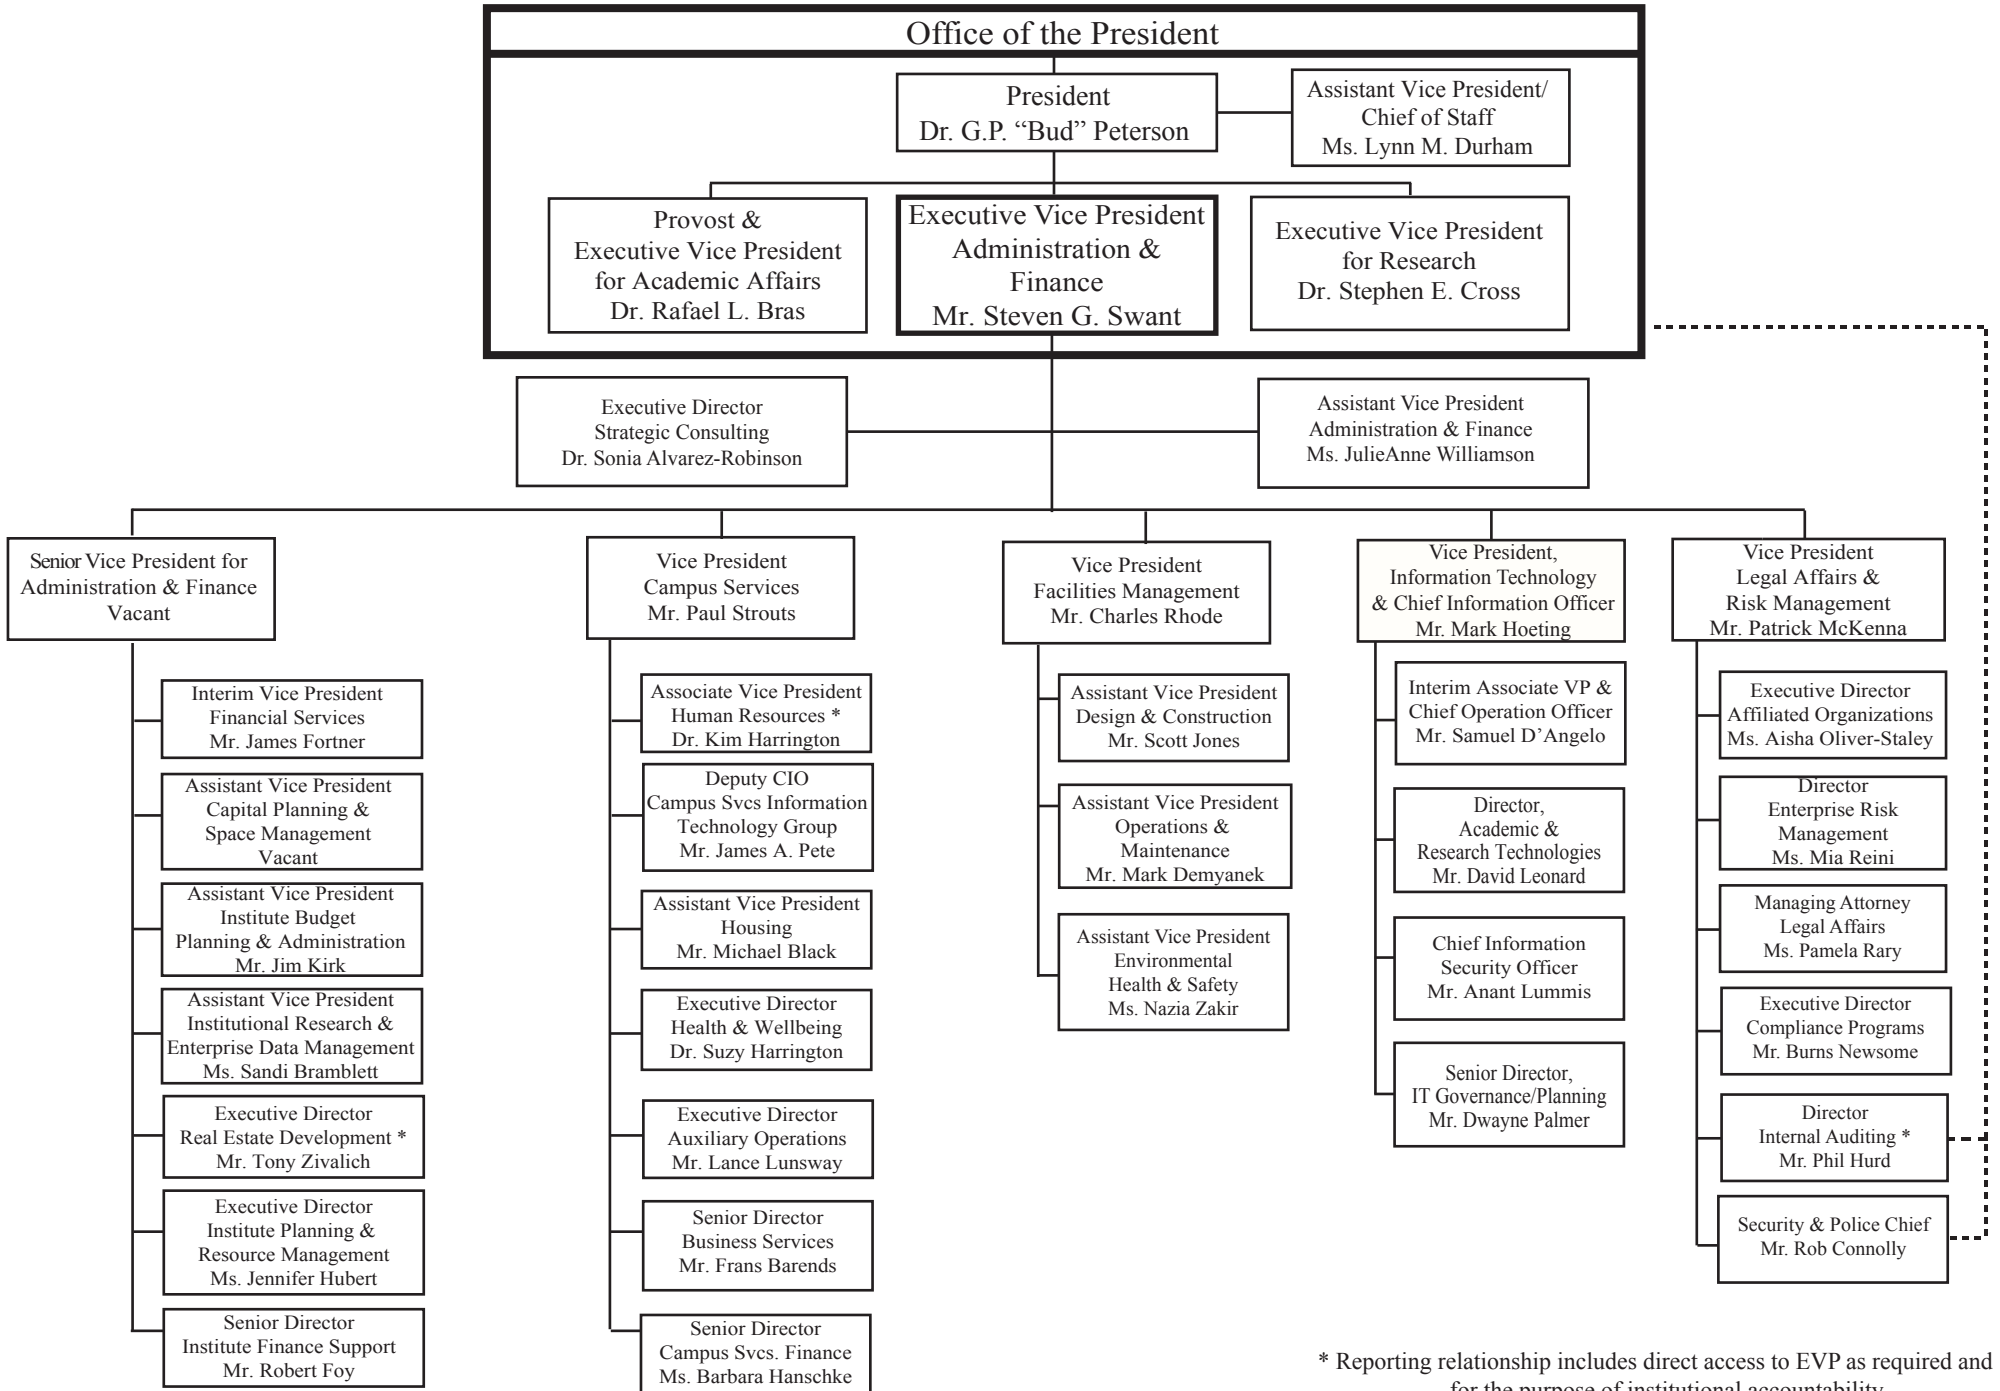 Office of the President
President
Dr. G.P. “Bud” Peterson
Assistant Vice President/
Chief of Staff
Ms. Lynn M. Durham
Provost &
Executive Vice President
for Academic Affairs
Dr. Rafael L. Bras
Executive Vice President
Administration &
Finance
Mr. Steven G. Swant
Executive Vice President
for Research
Dr. Stephen E. Cross
Executive Director
Strategic Consulting
Dr. Sonia Alvarez-Robinson
Assistant Vice President
Administration & Finance
Ms. JulieAnne Williamson
Senior Vice President for
Administration & Finance
Vacant
Interim Vice President
Financial Services
Mr. James Fortner
Assistant Vice President
Capital Planning &
Space Management
Vacant
Assistant Vice President
Institute Budget
Planning & Administration
Mr. Jim Kirk
Assistant Vice President
Institutional Research &
Enterprise Data Management
Ms. Sandi Bramblett
Executive Director
Real Estate Development *
Mr. Tony Zivalich
Executive Director
Institute Planning &
Resource Management
Ms. Jennifer Hubert
Senior Director
Institute Finance Support
Mr. Robert Foy
Vice President
Campus Services
Mr. Paul Strouts
Associate Vice President
Human Resources *
Dr. Kim Harrington
Deputy CIO
Campus Svcs Information
Technology Group
Mr. James A. Pete
Assistant Vice President
Housing
Mr. Michael Black
Executive Director
Health & Wellbeing
Dr. Suzy Harrington
Executive Director
Auxiliary Operations
Mr. Lance Lunsway
Senior Director
Business Services
Mr. Frans Barends
Senior Director
Campus Svcs. Finance
Ms. Barbara Hanschke
Vice President
Facilities Management
Mr. Charles Rhode
Assistant Vice President
Design & Construction
Mr. Scott Jones
Assistant Vice President
Operations &
Maintenance
Mr. Mark Demyanek
Assistant Vice President
Environmental
Health & Safety
Ms. Nazia Zakir
Vice President,
Information Technology
& Chief Information Officer
Mr. Mark Hoeting
Interim Associate VP &
Chief Operation Officer
Mr. Samuel D’Angelo
Director,
Academic &
Research Technologies
Mr. David Leonard
Chief Information
Security Officer
Mr. Anant Lummis
Senior Director,
IT Governance/Planning
Mr. Dwayne Palmer
Vice President
Legal Affairs &
Risk Management
Mr. Patrick McKenna
Executive Director
Affiliated Organizations
Ms. Aisha Oliver-Staley
Director
Enterprise Risk
Management
Ms. Mia Reini
Managing Attorney
Legal Affairs
Ms. Pamela Rary
Executive Director
Compliance Programs
Mr. Burns Newsome
Director
Internal Auditing *
Mr. Phil Hurd
Security & Police Chief
Mr. Rob Connolly
* Reporting relationship includes direct access to EVP as required and
for the purpose of institutional accountability